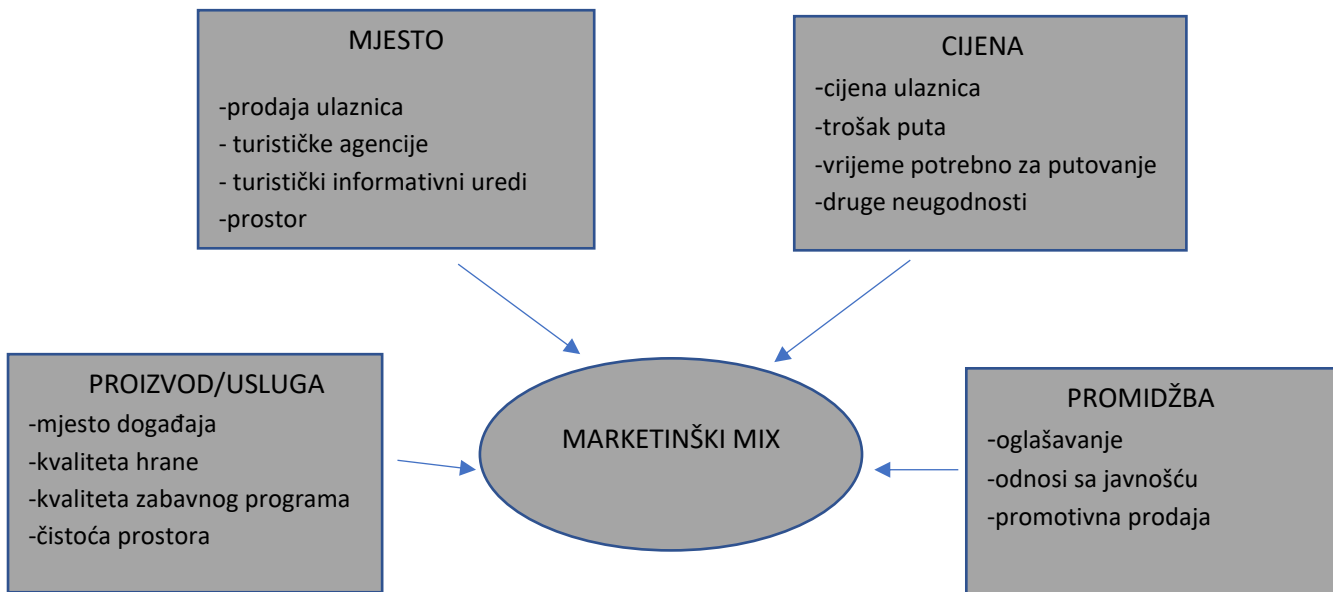 MJESTO
-prodaja ulaznica
- turističke agencije
- turistički informativni uredi
-prostor
CIJENA
-cijena ulaznica
-trošak puta
-vrijeme potrebno za putovanje
-druge neugodnosti
PROIZVOD/USLUGA
-mjesto događaja
-kvaliteta hrane
-kvaliteta zabavnog programa
-čistoća prostora
MARKETINŠKI MIX
PROMIDŽBA
-oglašavanje
-odnosi sa javnošću
-promotivna prodaja